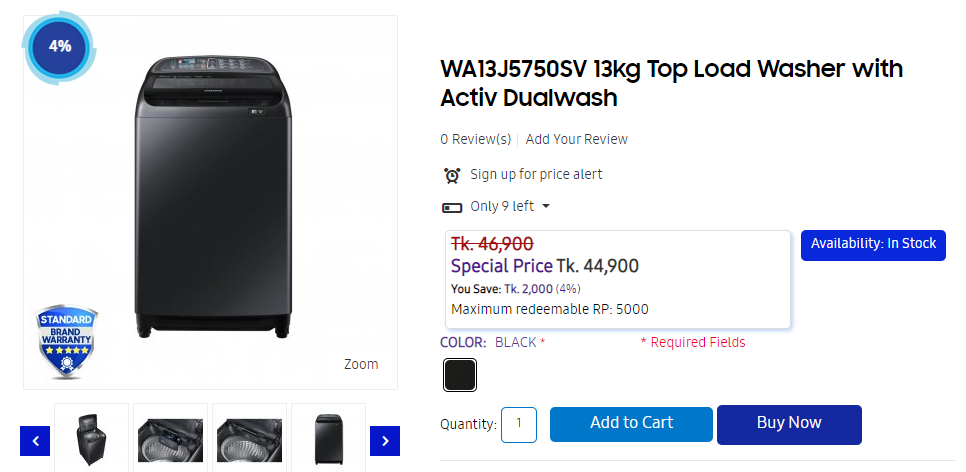 4%
WA13J5750SV 13kg Top Load Washer with
Activ Dualwash
0 Review(s) | Add Your Review
Sign up for price alert
Only 9 left
Tk. 46,900
Special Price Tk. 44,900
You Save: Tk. 2,000 (4%)
Maximum redeemable RP: 5000
Availability: In Stock
SAMSUNG
STANDARD
BRAND
WARRANTY
Zoom
COLOR: BLACK *
* Required Fields
Quantity: 1
Add to Cart
Buy Now